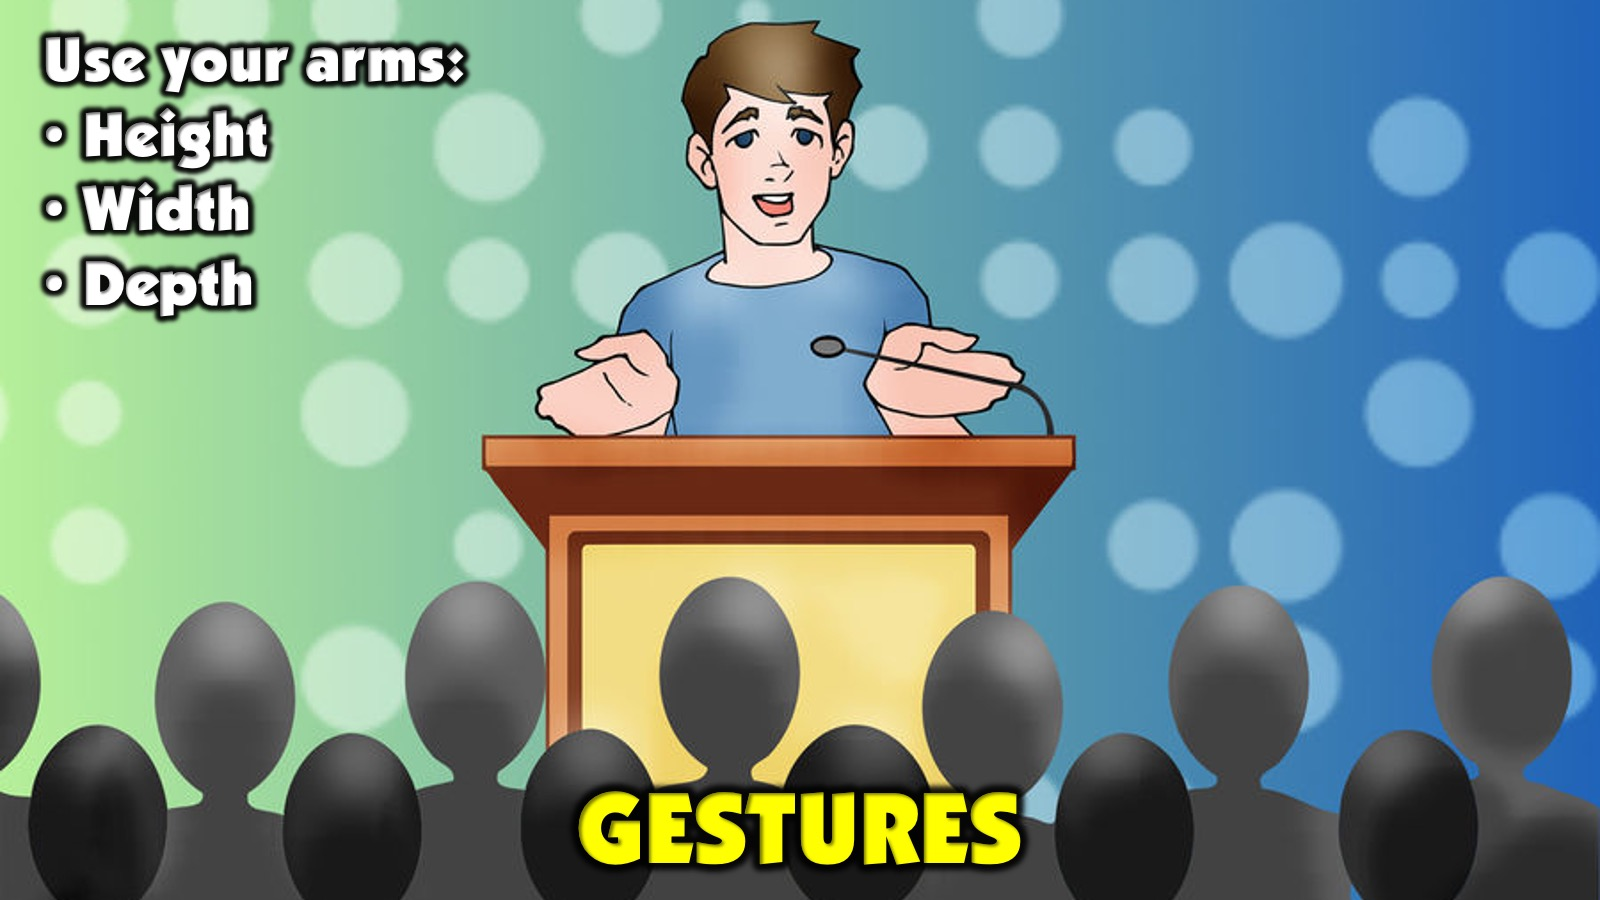 Use your arms:
• Height
• Width
• Depth
GESTURES